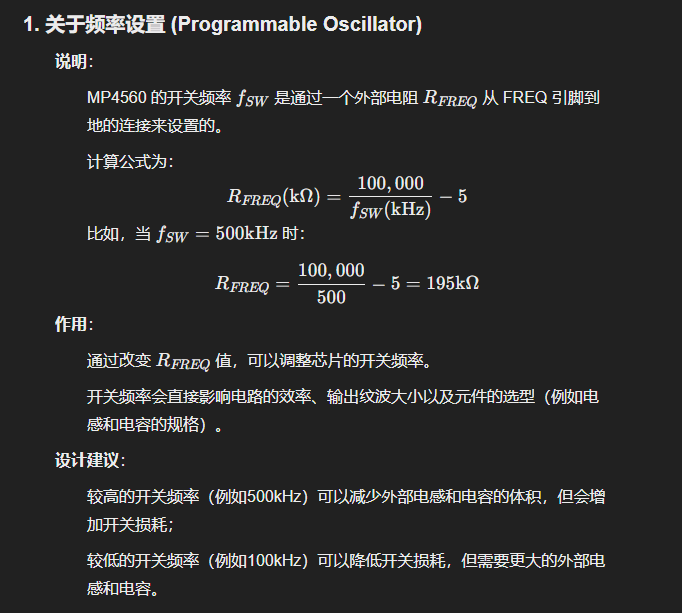 1. 关于频率设置 (Programmable Oscillator)
说明:
MP4560 的开关频率 f_SW 是通过一个外部电阻 R_FREQ 从 FREQ 引脚到
地的连接来设置的。
计算公式为:
R_FREQ(kΩ) = 100,000 / f_SW(kHz) − 5
比如，当 f_SW = 500kHz 时:
R_FREQ = 100,000 / 500 − 5 = 195kΩ
作用:
通过改变 R_FREQ 值，可以调整芯片的开关频率。
开关频率会直接影响电路的效率、输出纹波大小以及元件的选型（例如电
感和电容的规格）。
设计建议:
较高的开关频率（例如500kHz）可以减少外部电感和电容的体积，但会增
加开关损耗；
较低的开关频率（例如100kHz）可以降低开关损耗，但需要更大的外部电
感和电容。